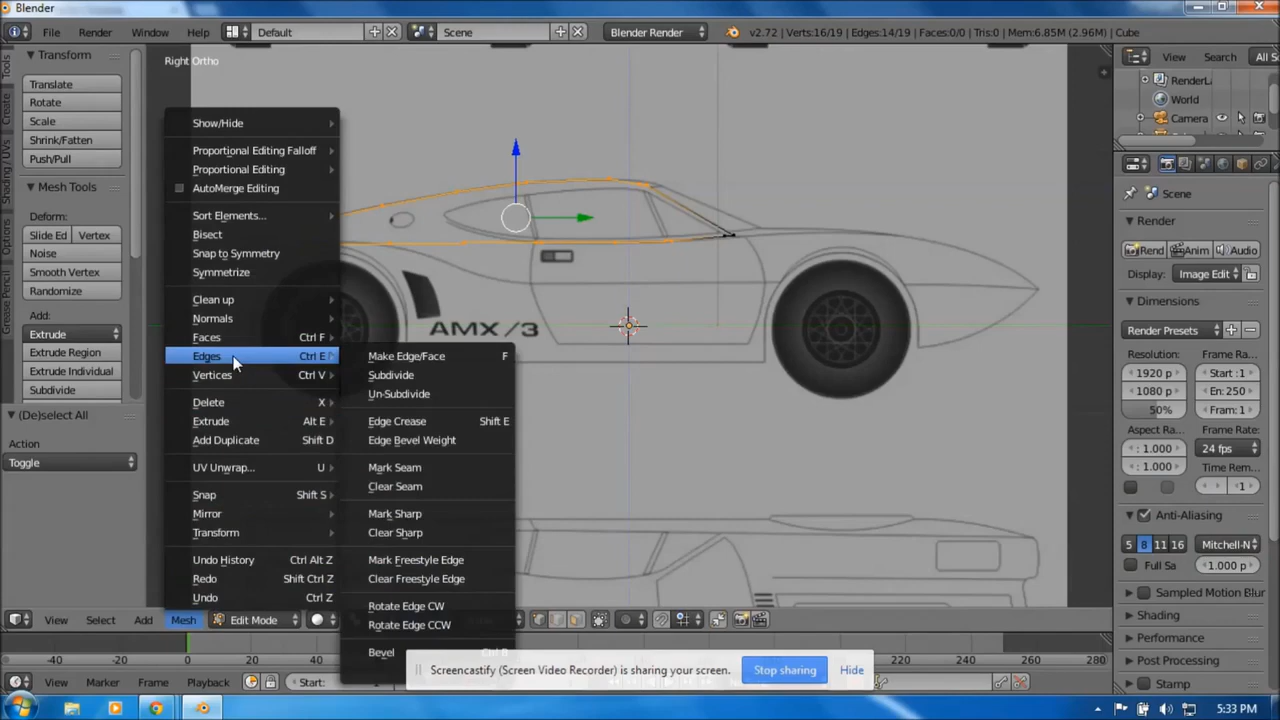 Blender
File Render Window Help Default Scene Blender Render v2.72 | Verts:16/19 | Edges:14/19 | Faces:0/0 | Tris:0 | Mem:6.85M (2.96M) | Cube
Transform
Translate
Rotate
Scale
Shrink/Fatten
Push/Pull
Mesh Tools
Deform:
Slide Ed Vertex
Noise
Smooth Vertex
Randomize
Add:
Extrude
Extrude Region
Extrude Individual
Subdivide
(De)select All
Action
Toggle
Tools
Create
Shading / UVs
Grease Pencil
Right Ortho
Show/Hide
Proportional Editing Falloff
Proportional Editing
AutoMerge Editing
Sort Elements...
Bisect
Snap to Symmetry
Symmetrize
Clean up
Normals
Faces Ctrl F
Edges Ctrl E
Vertices Ctrl V
Delete X
Extrude Alt E
Add Duplicate Shift D
UV Unwrap... U
Snap Shift S
Mirror
Transform
Undo History Ctrl Alt Z
Redo Shift Ctrl Z
Undo Ctrl Z
Make Edge/Face F
Subdivide
Un-Subdivide
Edge Crease Shift E
Edge Bevel Weight
Mark Seam
Clear Seam
Mark Sharp
Clear Sharp
Mark Freestyle Edge
Clear Freestyle Edge
Rotate Edge CW
Rotate Edge CCW
Bevel Ctrl B
AMX/3
View Search All S
RenderLa
World
Camera
Scene
Render
Rend Anim Audio
Display: Image Edit
Dimensions
Render Presets
Resolution: Frame Ra
1920 p Start :1
1080 p En: 250
50% Fram: 1
Aspect Ra Frame Rate:
: 1.000 24 fps
: 1.000 Time Rem
: 1
Anti-Aliasing
5 8 11 16 Mitchell-N
Full Sa : 1.000 p
Sampled Motion Blur
Shading
Performance
Post Processing
Stamp
View Select Add Mesh Edit Mode
0 20 40 220 240 260 280
View Marker Frame Playback Start:
Screencastify (Screen Video Recorder) is sharing your screen. Stop sharing Hide
5:33 PM